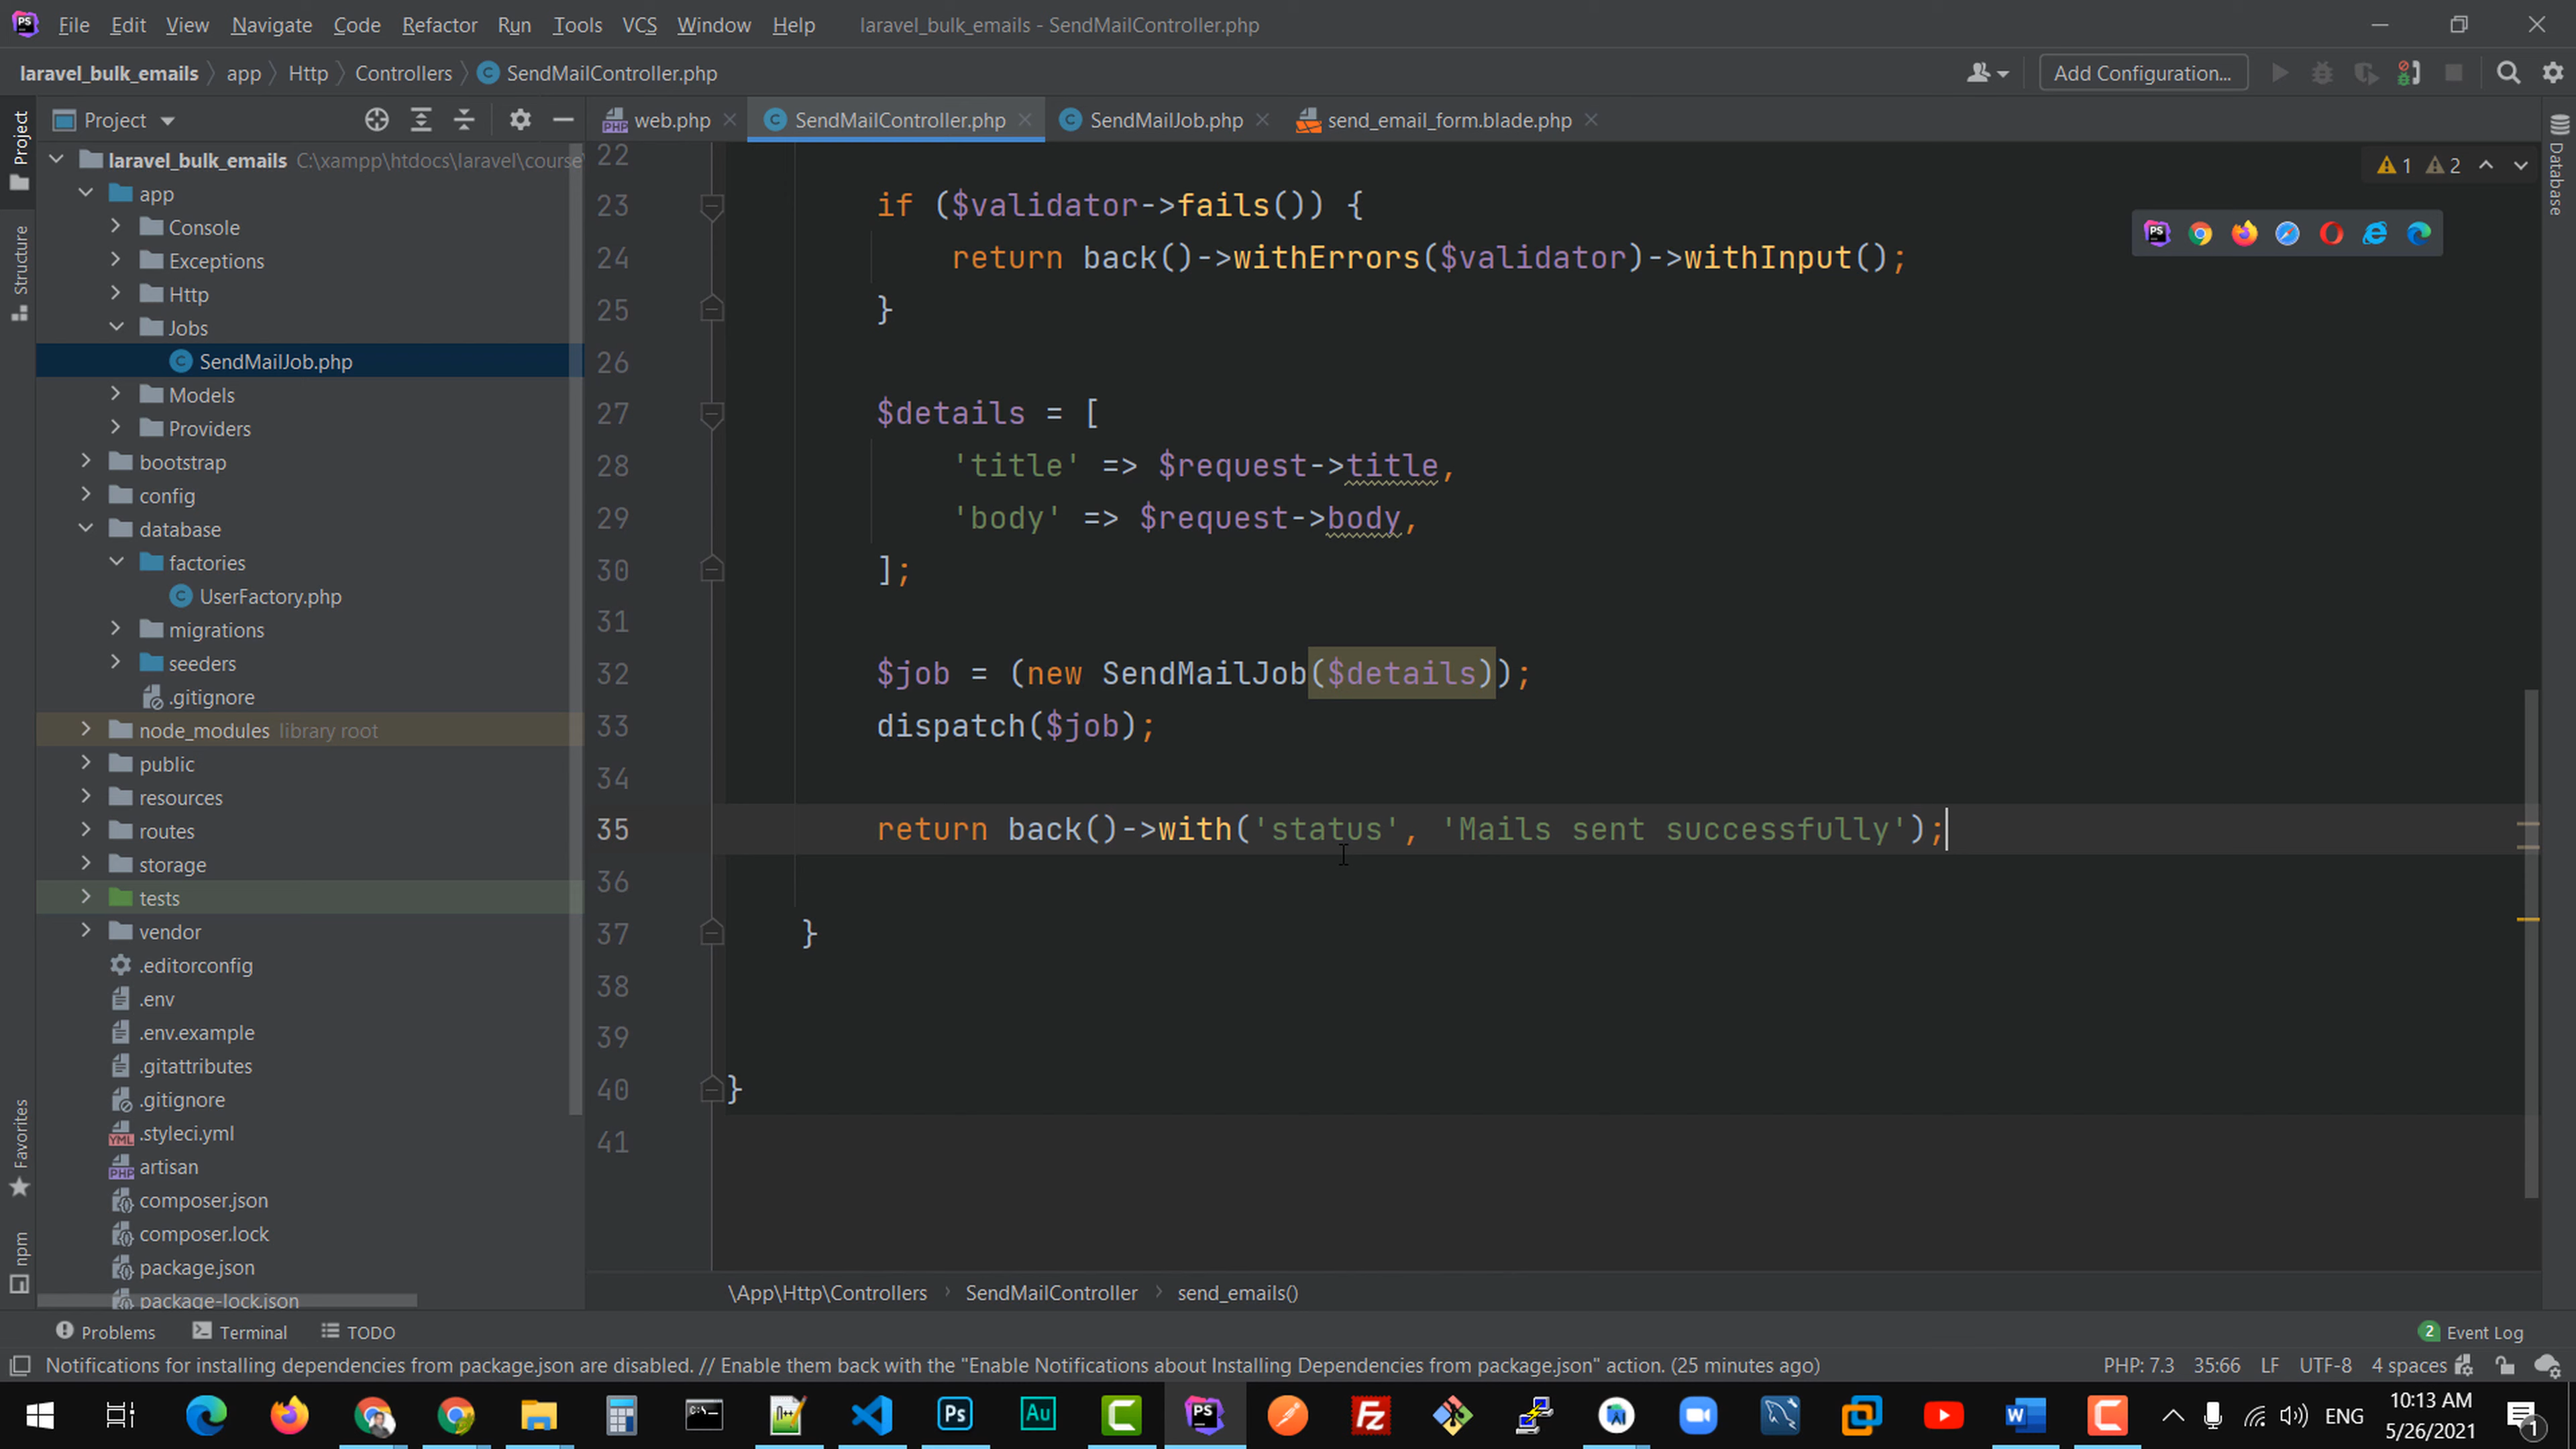 File Edit View Navigate Code Refactor Run Tools VCS Window Help laravel_bulk_emails - SendMailController.php
laravel_bulk_emails app Http Controllers SendMailController.php Add Configuration...
Project web.php SendMailController.php SendMailJob.php send_email_form.blade.php
Project
Structure
Favorites
npm
Database
laravel_bulk_emails C:\xampp\htdocs\laravel\course
app
Console
Exceptions
Http
Jobs
SendMailJob.php
Models
Providers
bootstrap
config
database
factories
UserFactory.php
migrations
seeders
.gitignore
node_modules library root
public
resources
routes
storage
tests
vendor
.editorconfig
.env
.env.example
.gitattributes
.gitignore
.styleci.yml
artisan
composer.json
composer.lock
package.json
package-lock.json
1 2
22
23 if ($validator->fails()) {
24 return back()->withErrors($validator)->withInput();
25 }
26
27 $details = [
28 'title' => $request->title,
29 'body' => $request->body,
30 ];
31
32 $job = (new SendMailJob($details));
33 dispatch($job);
34
35 return back()->with('status', 'Mails sent successfully');
36
37 }
38
39
40 }
41
\App\Http\Controllers SendMailController send_emails()
Problems Terminal TODO 2 Event Log
Notifications for installing dependencies from package.json are disabled. // Enable them back with the "Enable Notifications about Installing Dependencies from package.json" action. (25 minutes ago) PHP: 7.3 35:66 LF UTF-8 4 spaces
ENG 10:13 AM
5/26/2021
1